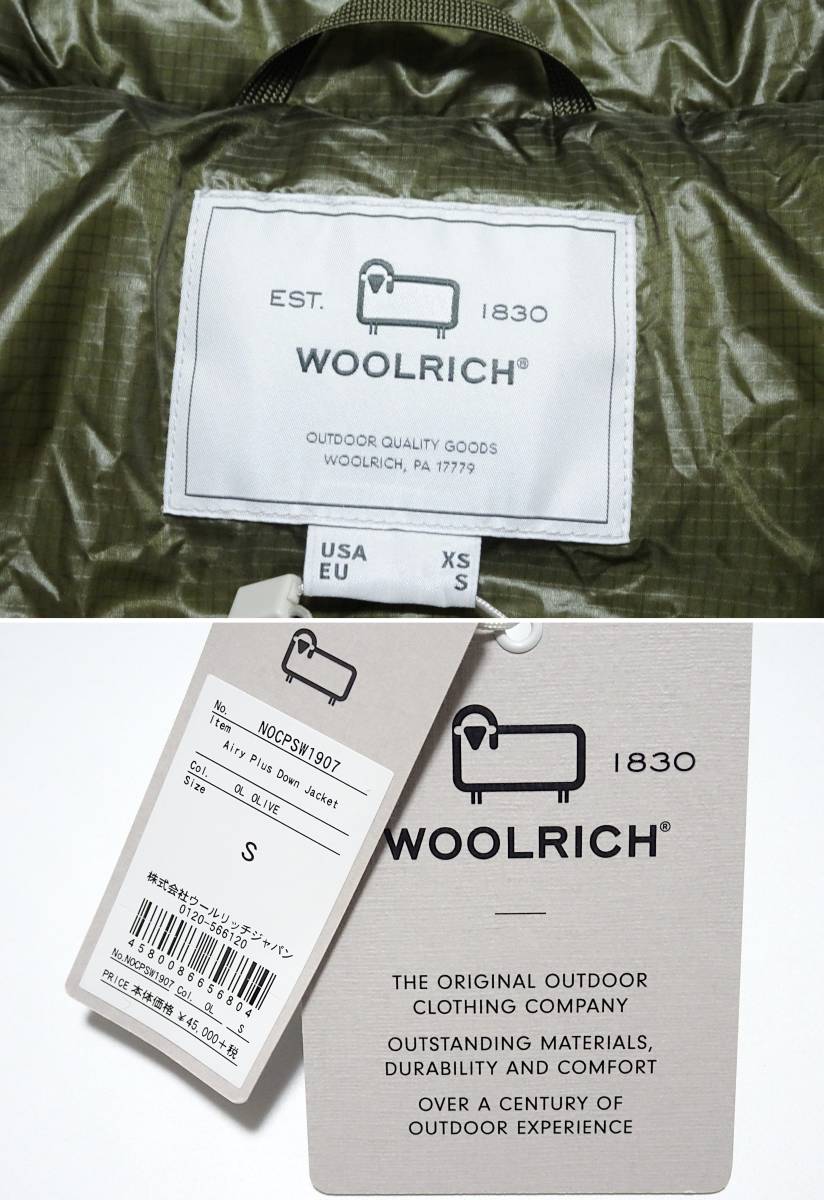 EST. 1830
WOOLRICH®
OUTDOOR QUALITY GOODS
WOOLRICH, PA 17779
USA XS
EU S
No. NOCPSW1907
Item Airy Plus Down Jacket
Col. OL OLIVE
Size
S
株式会社ウールリッチジャパン
0120-566120
4580086656804
No.NOCPSW1907 Col. OL S
PRICE 本体価格 ¥45,000+税
1830
WOOLRICH®
THE ORIGINAL OUTDOOR
CLOTHING COMPANY
OUTSTANDING MATERIALS,
DURABILITY AND COMFORT
OVER A CENTURY OF
OUTDOOR EXPERIENCE